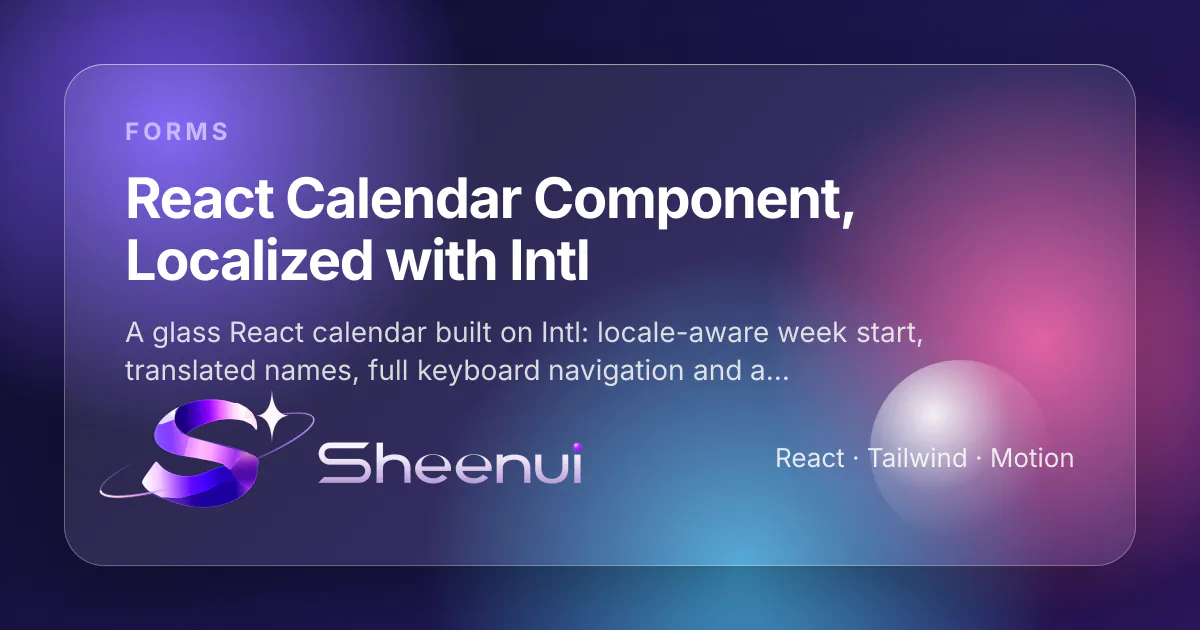 FORMS
React Calendar Component,
Localized with Intl
A glass React calendar built on Intl: locale-aware week start,
translated names, full keyboard navigation and a...
Sheenui
React · Tailwind · Motion